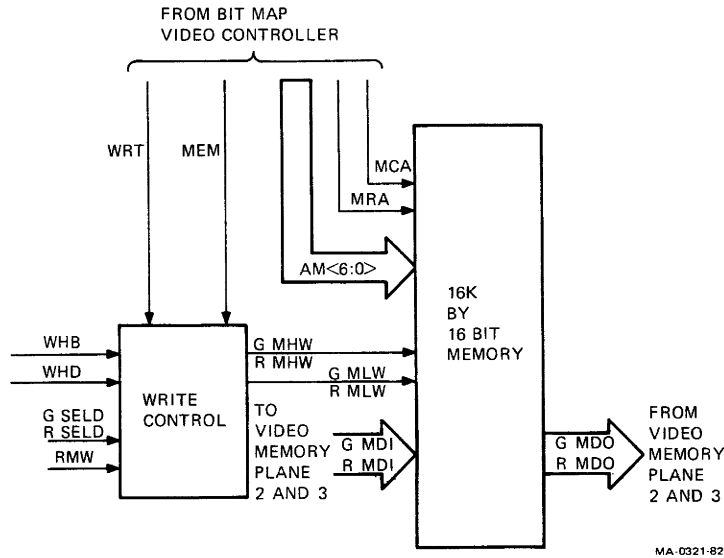 FROM BIT MAP
VIDEO CONTROLLER
WRT
MEM
MCA
MRA
AM<6:0>
16K
BY
16 BIT
MEMORY
WHB
WHD
G SELD
R SELD
RMW
WRITE
CONTROL
G MHW
R MHW
G MLW
R MLW
TO
VIDEO
MEMORY
PLANE
2 AND 3
G MDI
R MDI
G MDO
R MDO
FROM
VIDEO
MEMORY
PLANE
2 AND 3
MA-0321-82